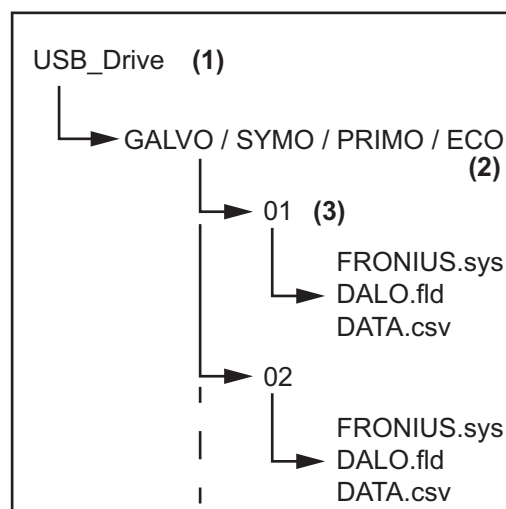 USB_Drive (1)
GALVO / SYMO / PRIMO / ECO
(2)
01 (3)
FRONIUS.sys
DALO.fld
DATA.csv
02
FRONIUS.sys
DALO.fld
DATA.csv